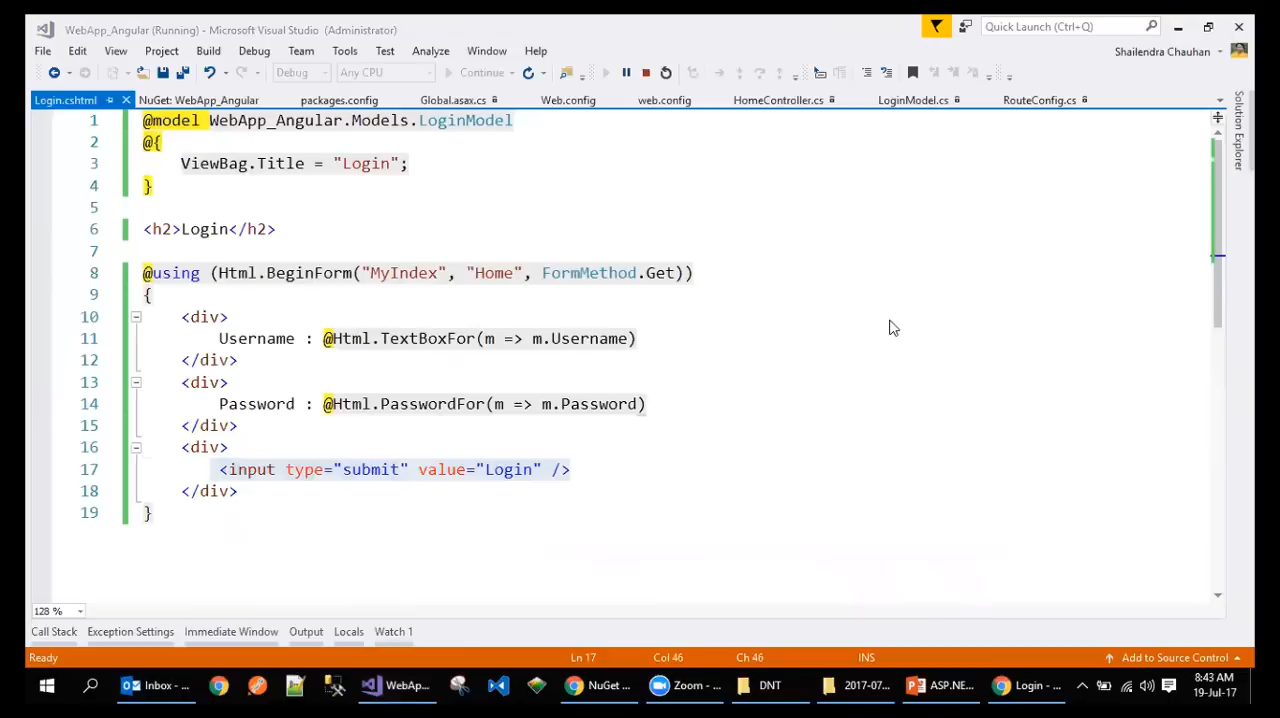 WebApp_Angular (Running) - Microsoft Visual Studio (Administrator)
Quick Launch (Ctrl+Q)
File Edit View Project Build Debug Team Tools Test Analyze Window Help
Shailendra Chauhan
Debug Any CPU Continue
Login.cshtml NuGet: WebApp_Angular packages.config Global.asax.cs Web.config web.config HomeController.cs LoginModel.cs RouteConfig.cs
Solution Explorer
1 @model WebApp_Angular.Models.LoginModel
2 @{
3 ViewBag.Title = "Login";
4 }
5
6 <h2>Login</h2>
7
8 @using (Html.BeginForm("MyIndex", "Home", FormMethod.Get))
9 {
10 <div>
11 Username : @Html.TextBoxFor(m => m.Username)
12 </div>
13 <div>
14 Password : @Html.PasswordFor(m => m.Password)
15 </div>
16 <div>
17 <input type="submit" value="Login" />
18 </div>
19 }
128 %
Call Stack Exception Settings Immediate Window Output Locals Watch 1
Ready Ln 17 Col 46 Ch 46 INS Add to Source Control
Inbox - ... WebAp... NuGet ... Zoom - ... DNT 2017-07... ASP.NE... Login - ... 8:43 AM
19-Jul-17